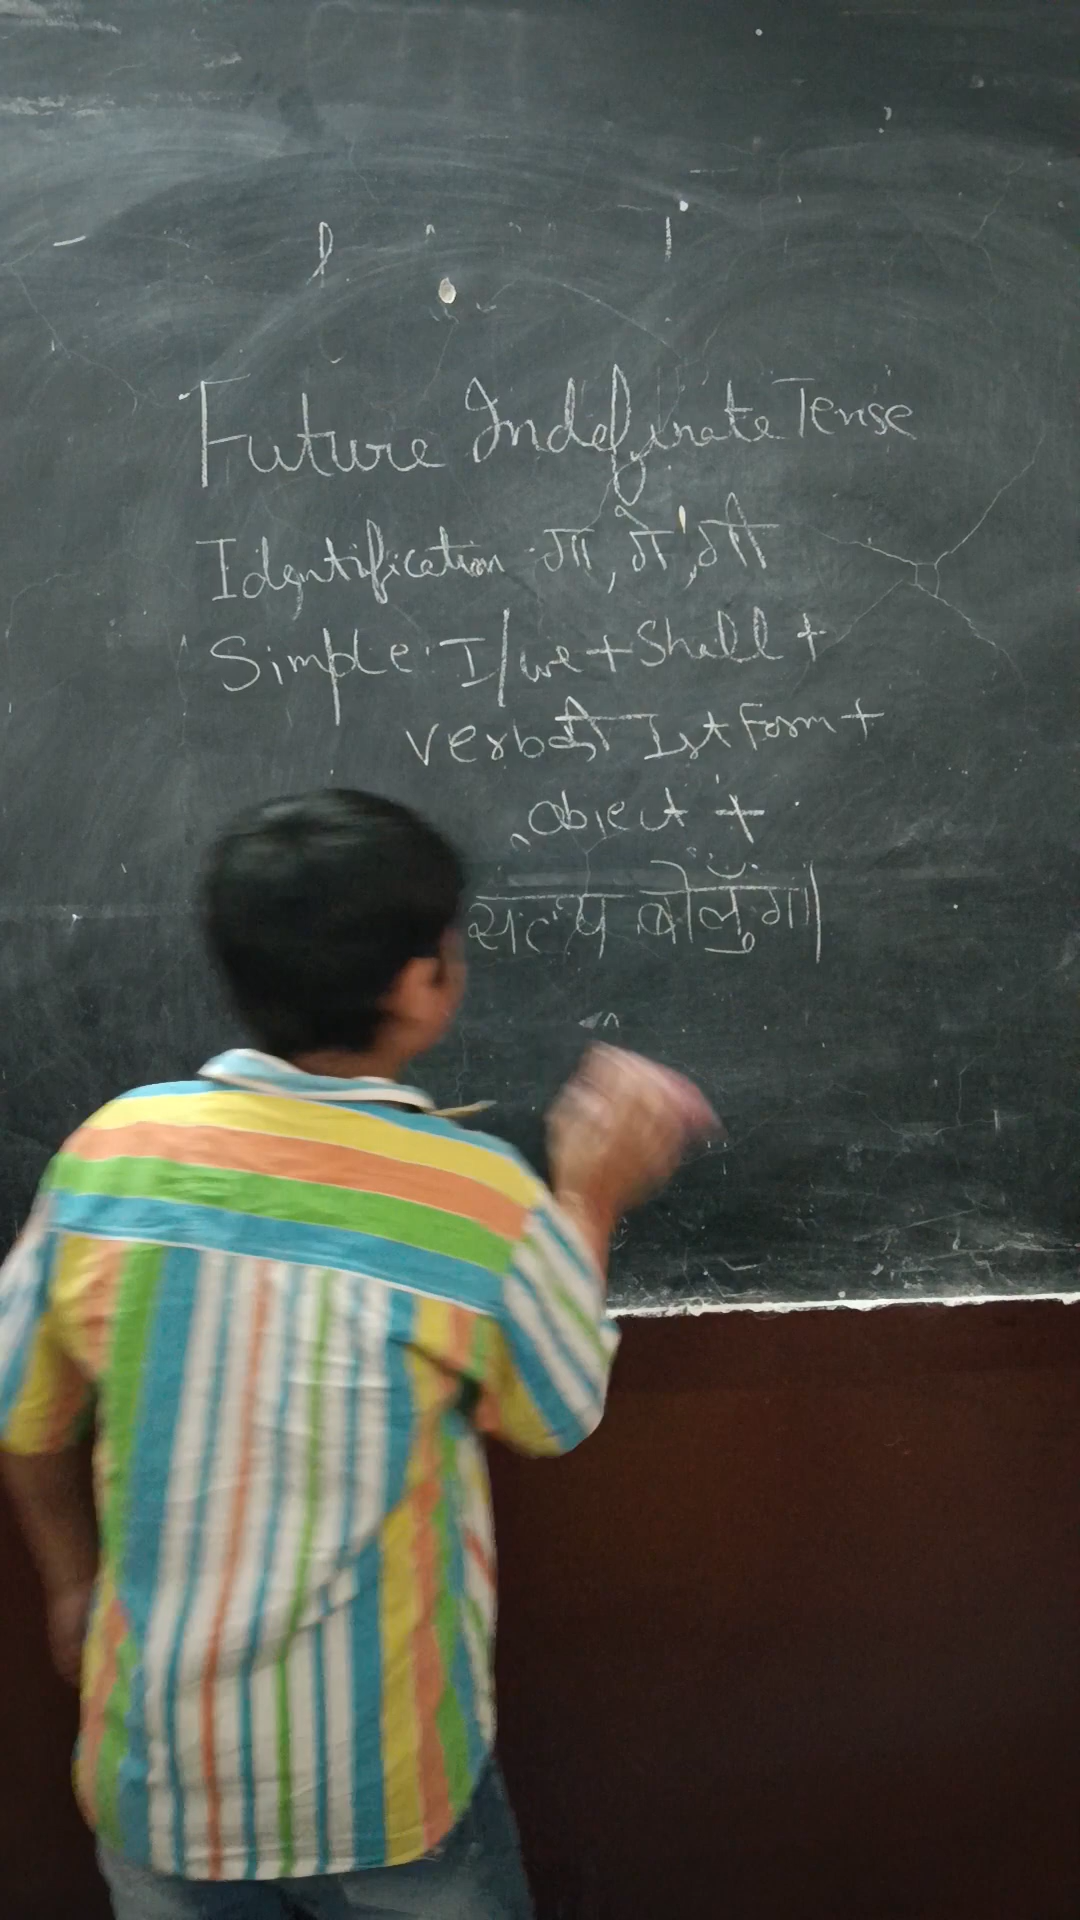 Future Indefinate Tense
Identification गा, गे, गी
Simple: I/we + Shall +
verb की Ist Form +
object +
सत्य बोलुँगा।